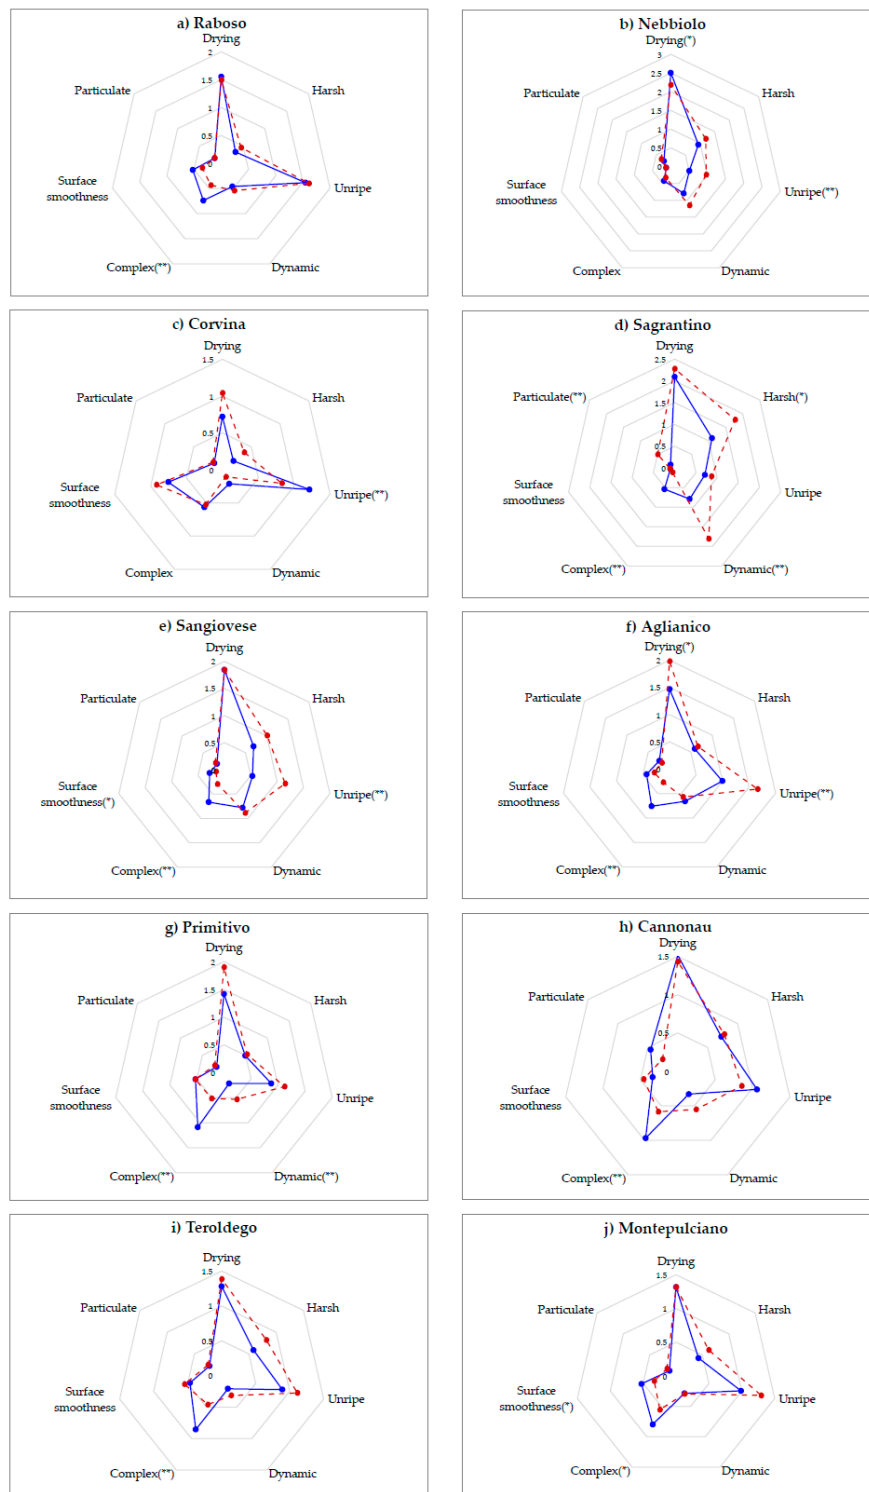 a) Raboso
Drying
2
Particulate
1.5
Harsh
1
0.5
0
Surface
smoothness
Unripe
Complex(**)
Dynamic
b) Nebbiolo
Drying(*)
3
2.5
Particulate
Harsh
2
1.5
1
0.5
0
Surface
smoothness
Unripe(**)
Complex
Dynamic
c) Corvina
Drying
1.5
Particulate
Harsh
1
0.5
0
Surface
smoothness
Unripe(**)
Complex
Dynamic
d) Sagrantino
Drying
2.5
2
Particulate(**)
Harsh(*)
1.5
1
0.5
0
Surface
smoothness
Unripe
Complex(**)
Dynamic(**)
e) Sangiovese
Drying
2
1.5
Particulate
Harsh
1
0.5
0
Surface
smoothness(*)
Unripe(**)
Complex(**)
Dynamic
f) Aglianico
Drying(*)
2
1.5
Particulate
Harsh
1
0.5
0
Surface
smoothness
Unripe(**)
Complex(**)
Dynamic
g) Primitivo
Drying
2
1.5
Particulate
Harsh
1
0.5
0
Surface
smoothness
Unripe
Complex(**)
Dynamic(**)
h) Cannonau
Drying
1.5
Particulate
Harsh
1
0.5
0
Surface
smoothness
Unripe
Complex(**)
Dynamic
i) Teroldego
Drying
1.5
Particulate
Harsh
1
0.5
0
Surface
smoothness
Unripe
Complex(**)
Dynamic
j) Montepulciano
Drying
1.5
Particulate
Harsh
1
0.5
0
Surface
smoothness(*)
Unripe
Complex(*)
Dynamic